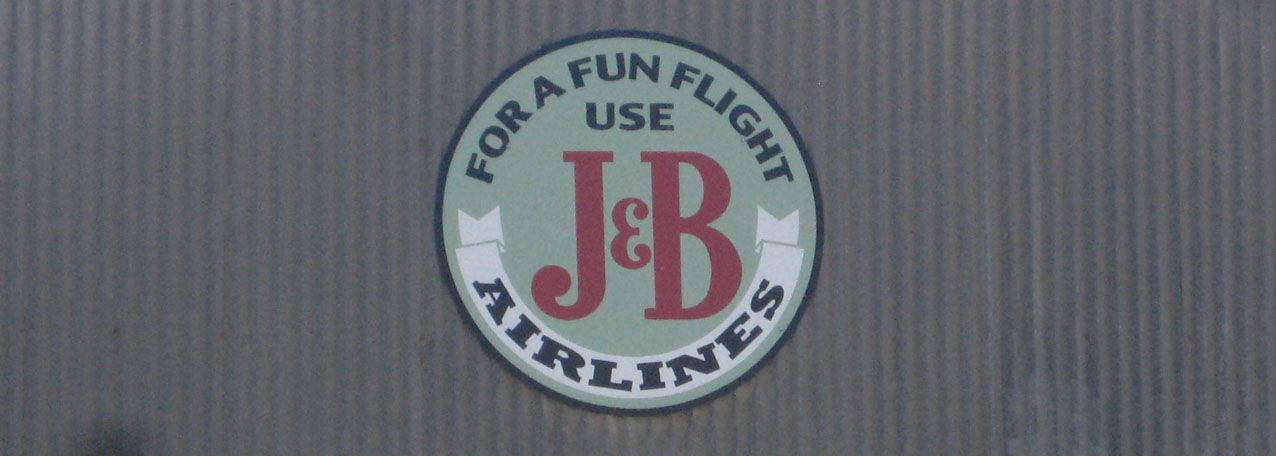 FOR A FUN FLIGHT
USE
J&B
AIRLINES